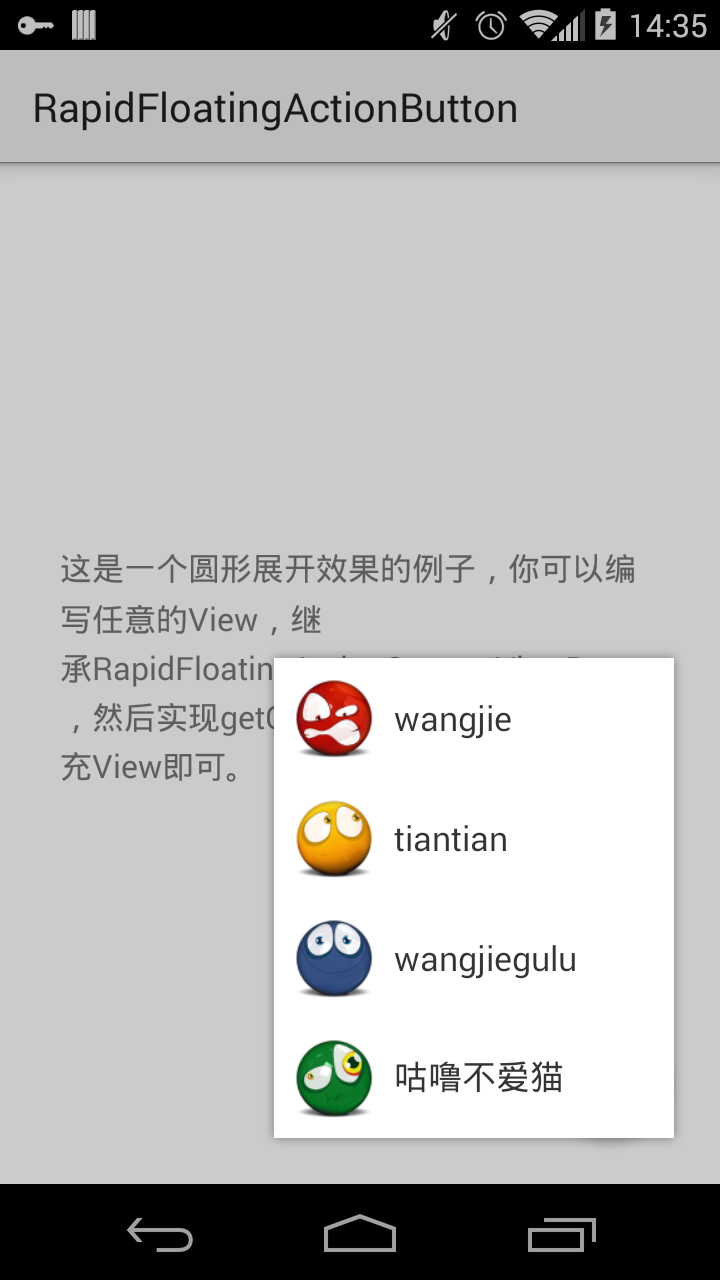 14:35
RapidFloatingActionButton
这是一个圆形展开效果的例子，你可以编
写任意的View，继
承RapidFloatin
，然后实现get
充View即可。
wangjie
tiantian
wangjiegulu
咕噜不爱猫